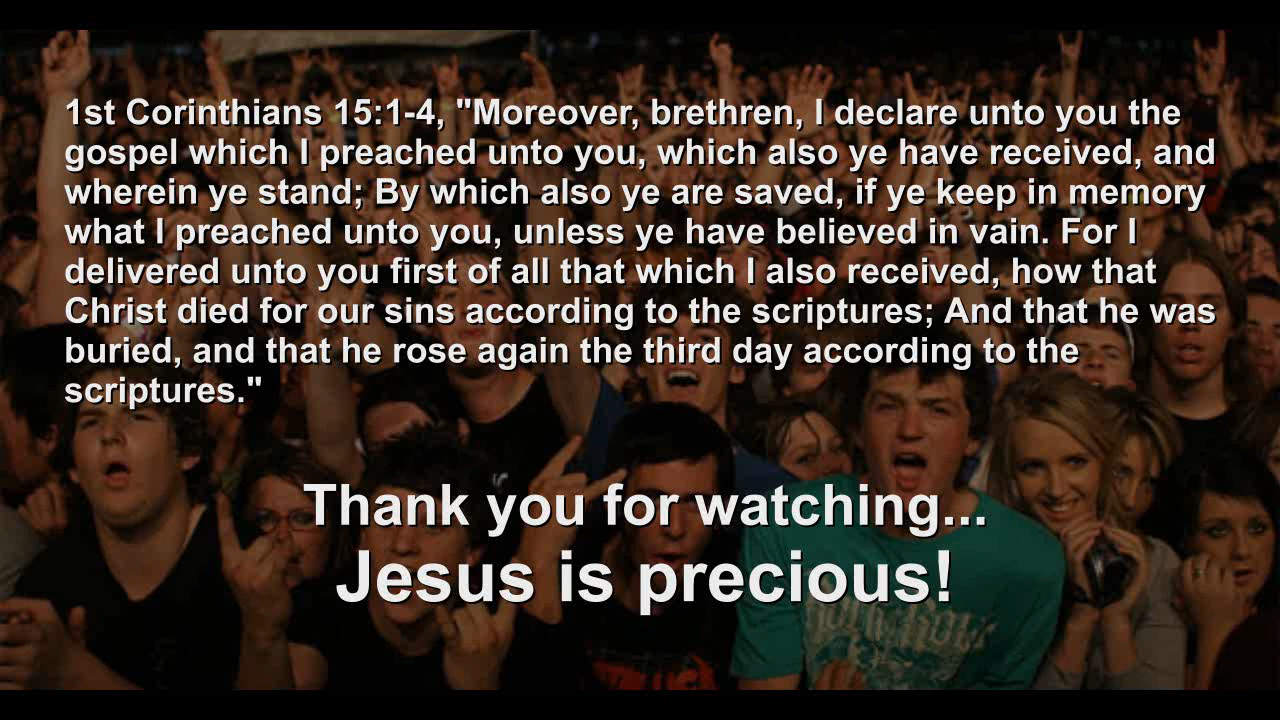 1st Corinthians 15:1-4, "Moreover, brethren, I declare unto you the
gospel which I preached unto you, which also ye have received, and
wherein ye stand; By which also ye are saved, if ye keep in memory
what I preached unto you, unless ye have believed in vain. For I
delivered unto you first of all that which I also received, how that
Christ died for our sins according to the scriptures; And that he was
buried, and that he rose again the third day according to the
scriptures."
Thank you for watching...
Jesus is precious!